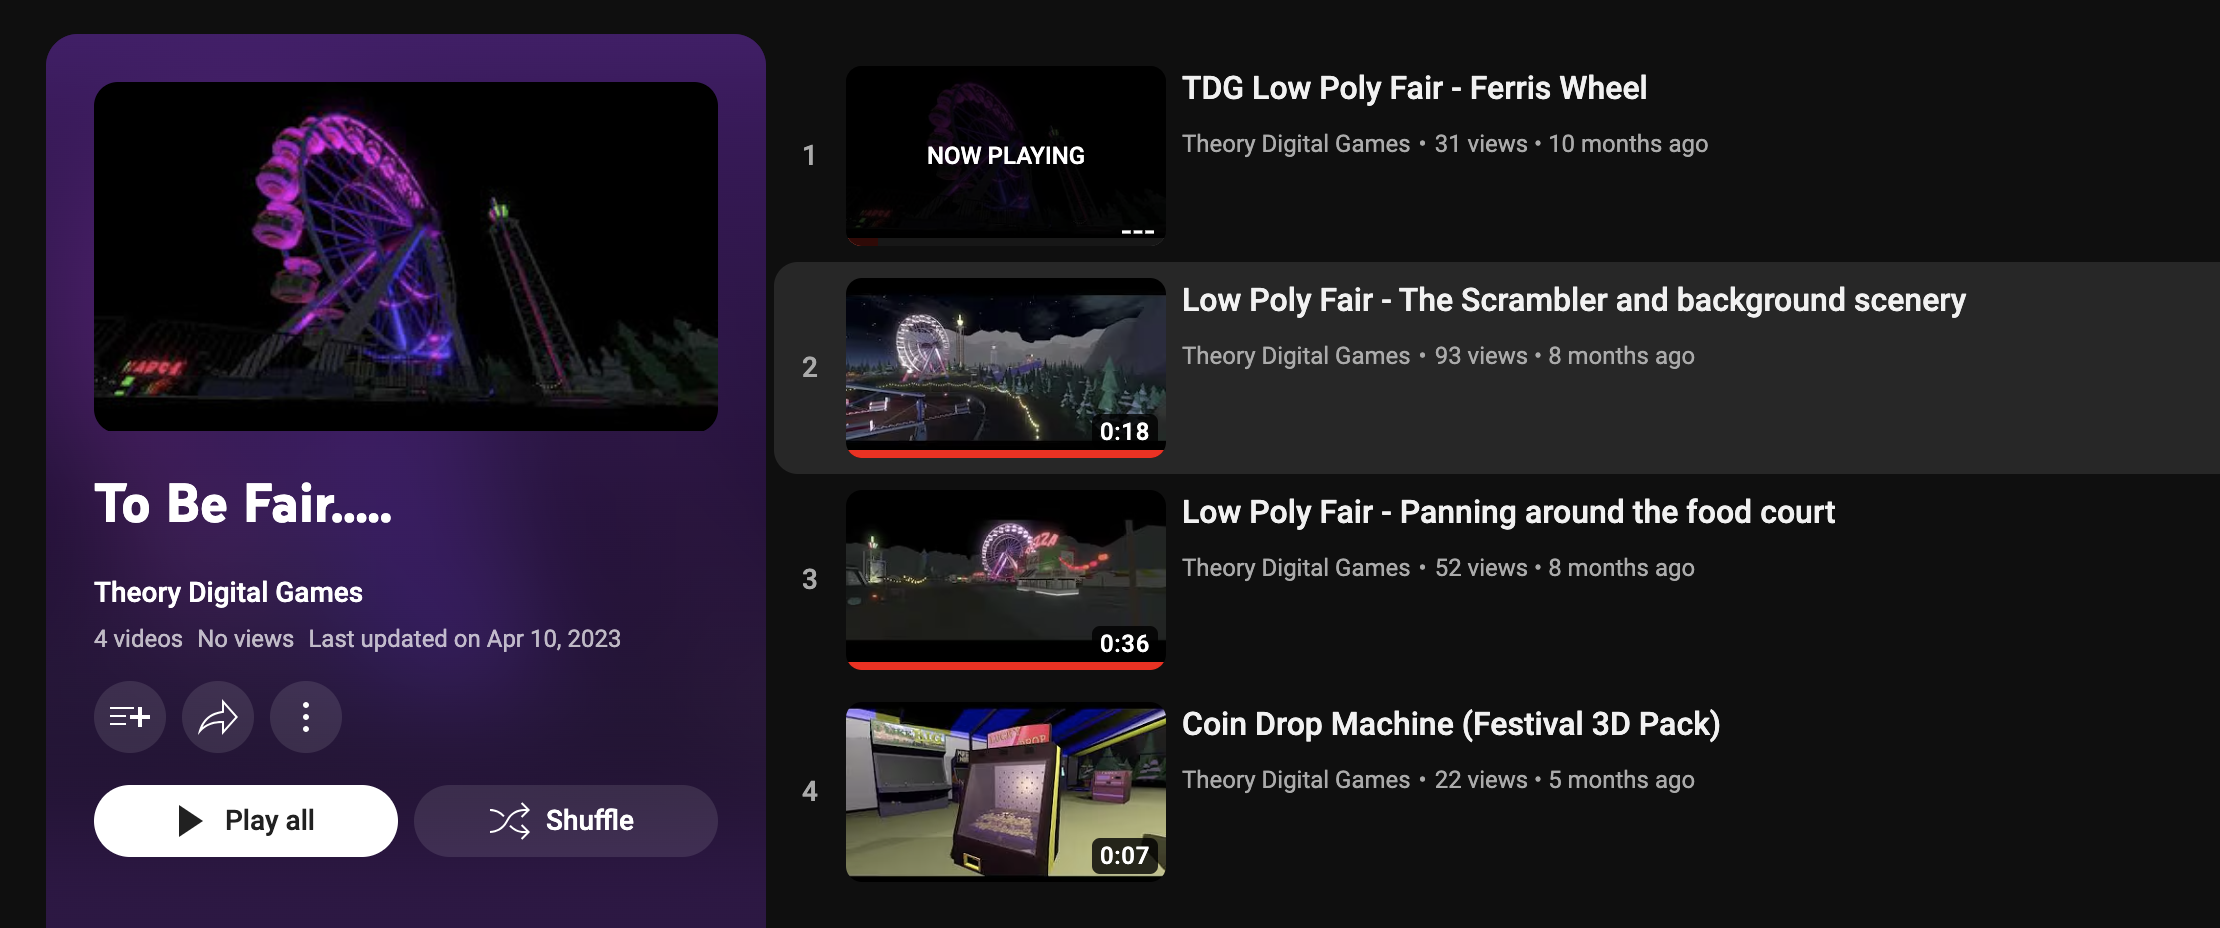 To Be Fair.....
Theory Digital Games
4 videos No views Last updated on Apr 10, 2023
Play all
Shuffle
1
NOW PLAYING
TDG Low Poly Fair - Ferris Wheel
Theory Digital Games • 31 views • 10 months ago
2
0:18
Low Poly Fair - The Scrambler and background scenery
Theory Digital Games • 93 views • 8 months ago
3
0:36
Low Poly Fair - Panning around the food court
Theory Digital Games • 52 views • 8 months ago
4
DROP
0:07
Coin Drop Machine (Festival 3D Pack)
Theory Digital Games • 22 views • 5 months ago